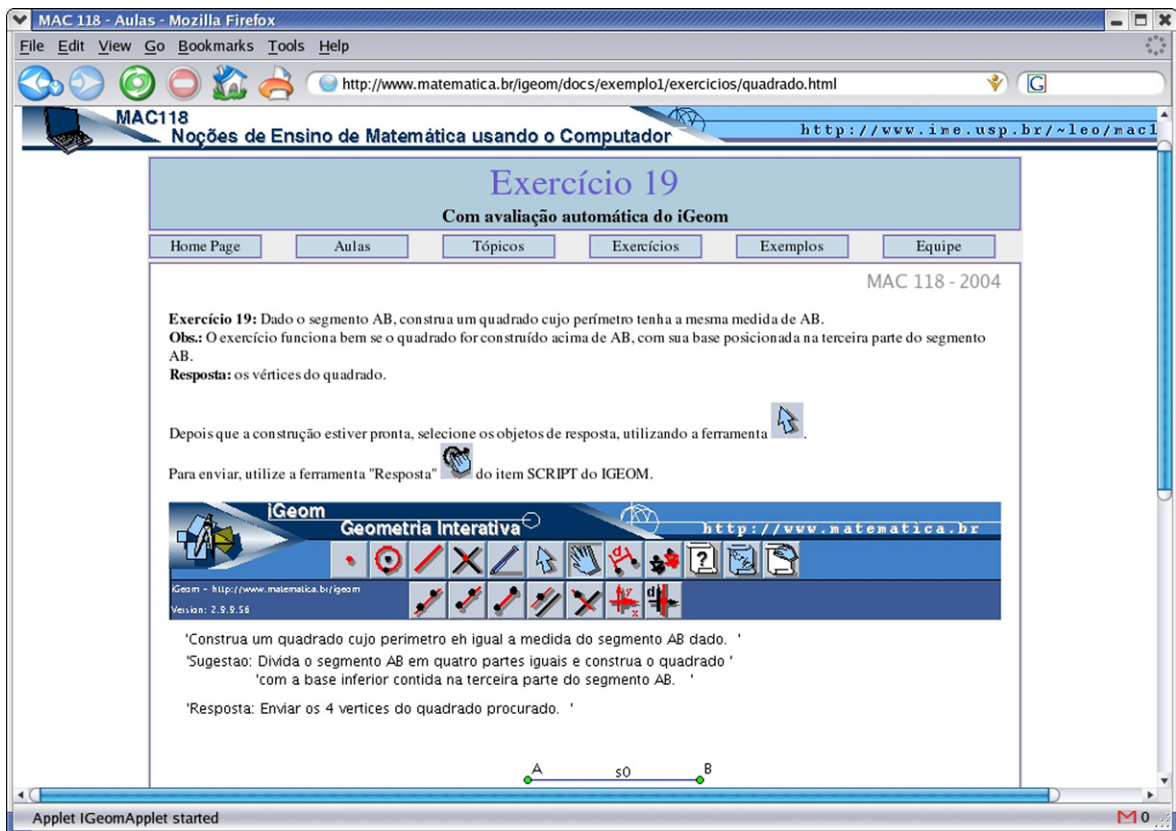 MAC 118 - Aulas - Mozilla Firefox
File Edit View Go Bookmarks Tools Help
http://www.matematica.br/igeom/docs/exemplo1/exercicios/quadrado.html
G
MAC118
Noções de Ensino de Matemática usando o Computador
http://www.ime.usp.br/~leo/mac1
Exercício 19
Com avaliação automática do iGeom
Home Page Aulas Tópicos Exercícios Exemplos Equipe
MAC 118 - 2004
Exercício 19: Dado o segmento AB, construa um quadrado cujo perímetro tenha a mesma medida de AB.
Obs.: O exercício funciona bem se o quadrado for construído acima de AB, com sua base posicionada na terceira parte do segmento
AB.
Resposta: os vértices do quadrado.
Depois que a construção estiver pronta, selecione os objetos de resposta, utilizando a ferramenta .
Para enviar, utilize a ferramenta "Resposta" do item SCRIPT do IGEOM.
iGeom
Geometria Interativa
http://www.matematica.br
iGeom - http://www.matematica.br/igeom
Version: 2.9.9.56
'Construa um quadrado cujo perimetro eh igual a medida do segmento AB dado. '
'Sugestao: Divida o segmento AB em quatro partes iguais e construa o quadrado '
'com a base inferior contida na terceira parte do segmento AB. '
'Resposta: Enviar os 4 vertices do quadrado procurado. '
A s0 B
Applet IGeomApplet started
0